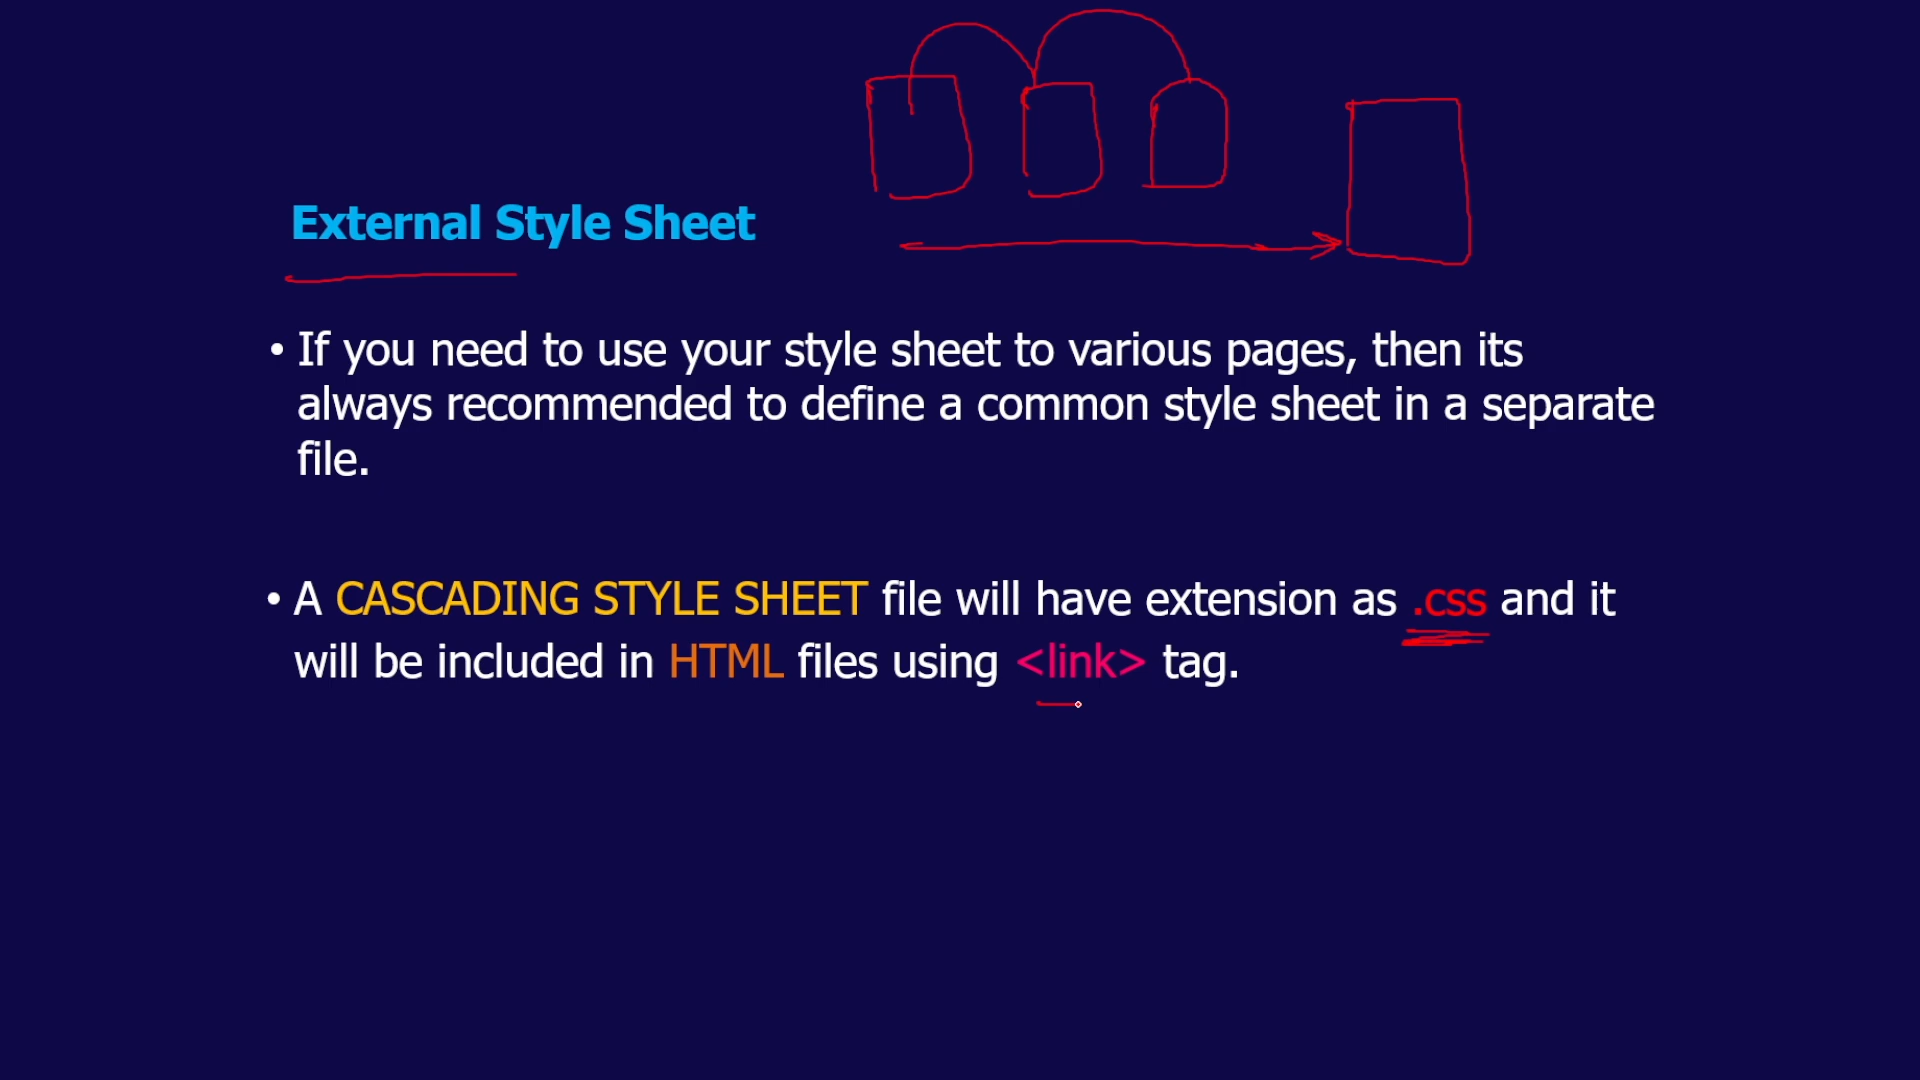 External Style Sheet
• If you need to use your style sheet to various pages, then its
always recommended to define a common style sheet in a separate
file.
• A CASCADING STYLE SHEET file will have extension as .css and it
will be included in HTML files using <link> tag.